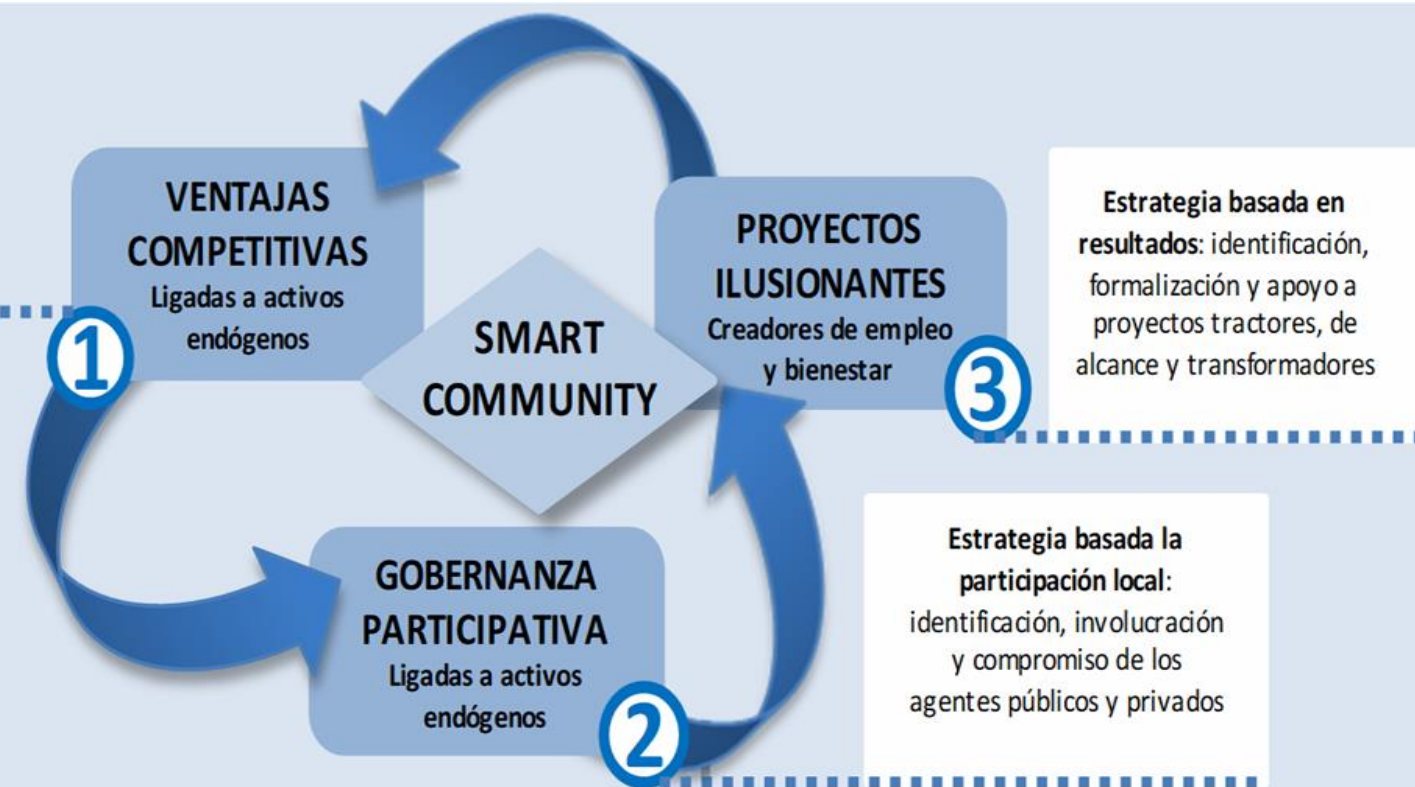 VENTAJAS
COMPETITIVAS
Ligadas a activos
endógenos
1
SMART
COMMUNITY
PROYECTOS
ILUSIONANTES
Creadores de empleo
y bienestar
3
Estrategia basada en
resultados: identificación,
formalización y apoyo a
proyectos tractores, de
alcance y transformadores
GOBERNANZA
PARTICIPATIVA
Ligadas a activos
endógenos
2
Estrategia basada la
participación local:
identificación, involucración
y compromiso de los
agentes públicos y privados